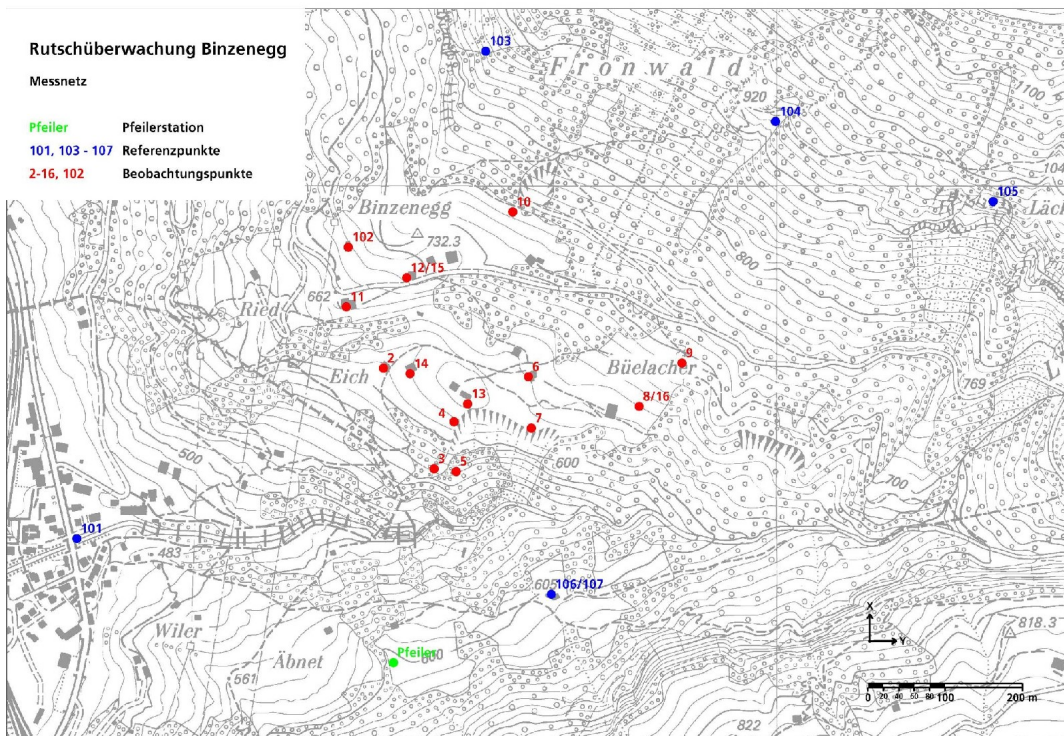 Rutschüberwachung Binzenegg
Messnetz
Pfeiler Pfeilerstation
101, 103 - 107 Referenzpunkte
2-16, 102 Beobachtungspunkte
103
Fronwald
1100
920
104
105
Binzenegg
10
102
732.3
12/15
800
662
11
Ried
2
14
Eich
6
Büelacher
9
769
13
8/16
4
7
3
5
600
500
700
101
483
605
106/107
Wiler
Pfeiler
600
Äbnet
561
X
Y
818.3
0 20 40 60 80 100 200 m
822